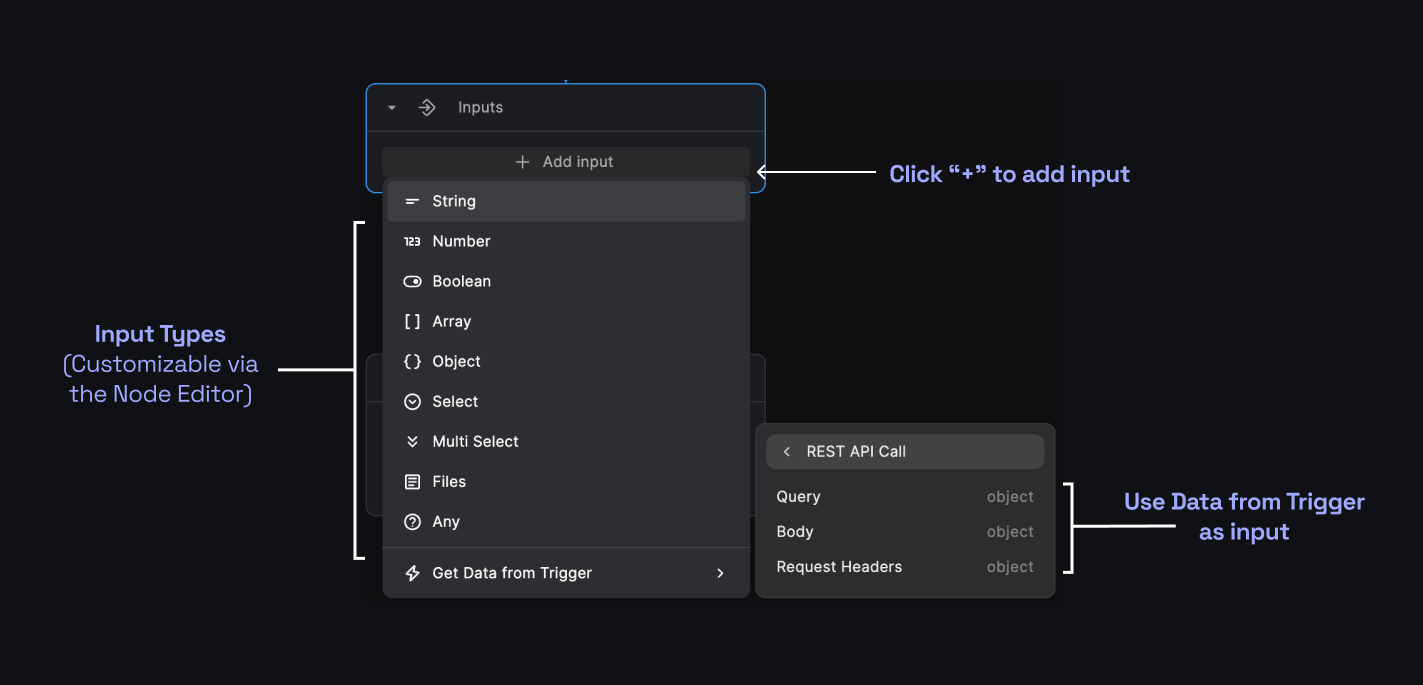 Inputs
Add input
Click “+” to add input
String
123 Number
Boolean
[ ] Array
{ } Object
Select
Multi Select
Files
Any
Get Data from Trigger
Input Types
(Customizable via
the Node Editor)
REST API Call
Query object
Body object
Request Headers object
Use Data from Trigger
as input